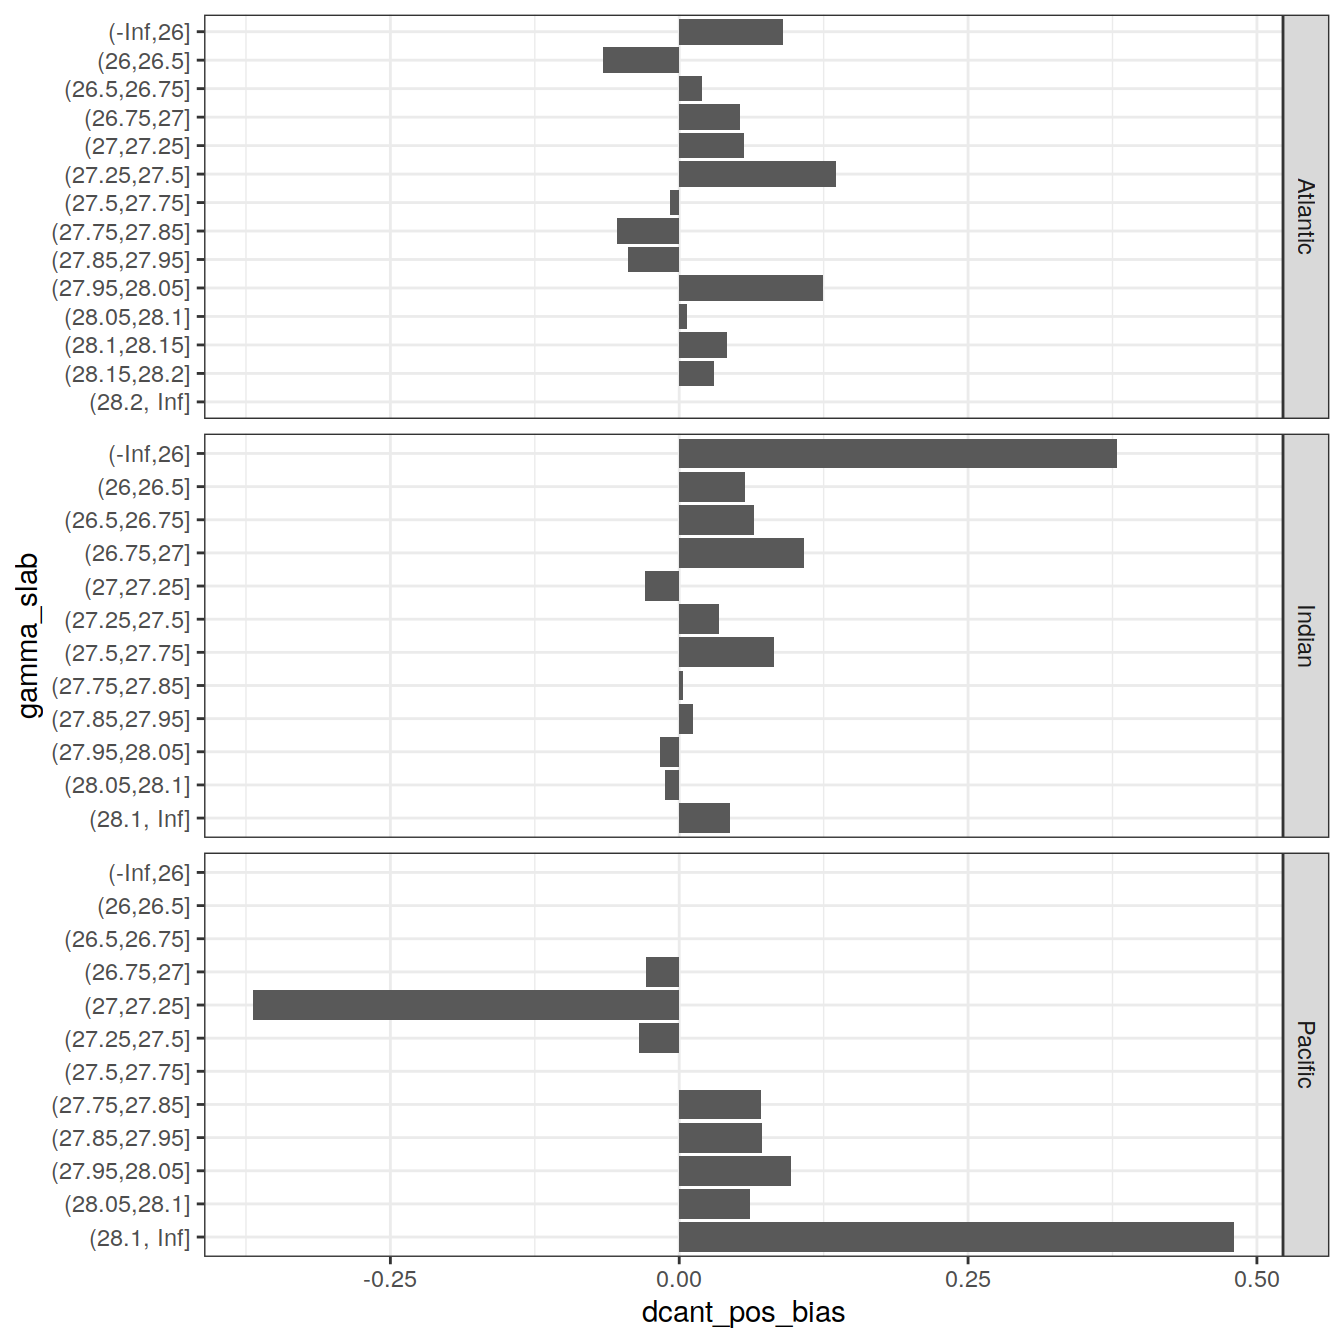 (-Inf,26]
(26,26.5]
(26.5,26.75]
(26.75,27]
(27,27.25]
(27.25,27.5]
(27.5,27.75]
(27.75,27.85]
(27.85,27.95]
(27.95,28.05]
(28.05,28.1]
(28.1,28.15]
(28.15,28.2]
(28.2, Inf]
Atlantic
(-Inf,26]
(26,26.5]
(26.5,26.75]
(26.75,27]
(27,27.25]
(27.25,27.5]
(27.5,27.75]
(27.75,27.85]
(27.85,27.95]
(27.95,28.05]
(28.05,28.1]
(28.1, Inf]
Indian
gamma_slab
(-Inf,26]
(26,26.5]
(26.5,26.75]
(26.75,27]
(27,27.25]
(27.25,27.5]
(27.5,27.75]
(27.75,27.85]
(27.85,27.95]
(27.95,28.05]
(28.05,28.1]
(28.1, Inf]
Pacific
-0.25 0.00 0.25 0.50
dcant_pos_bias